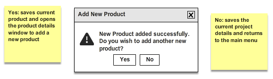 Yes: saves current
product and opens
the product details
window to add a
new product
Add New Product
X
New Product added successfully.
Do you wish to add another new
product?
Yes
No
No: saves the
current project
details and returns
to the main menu